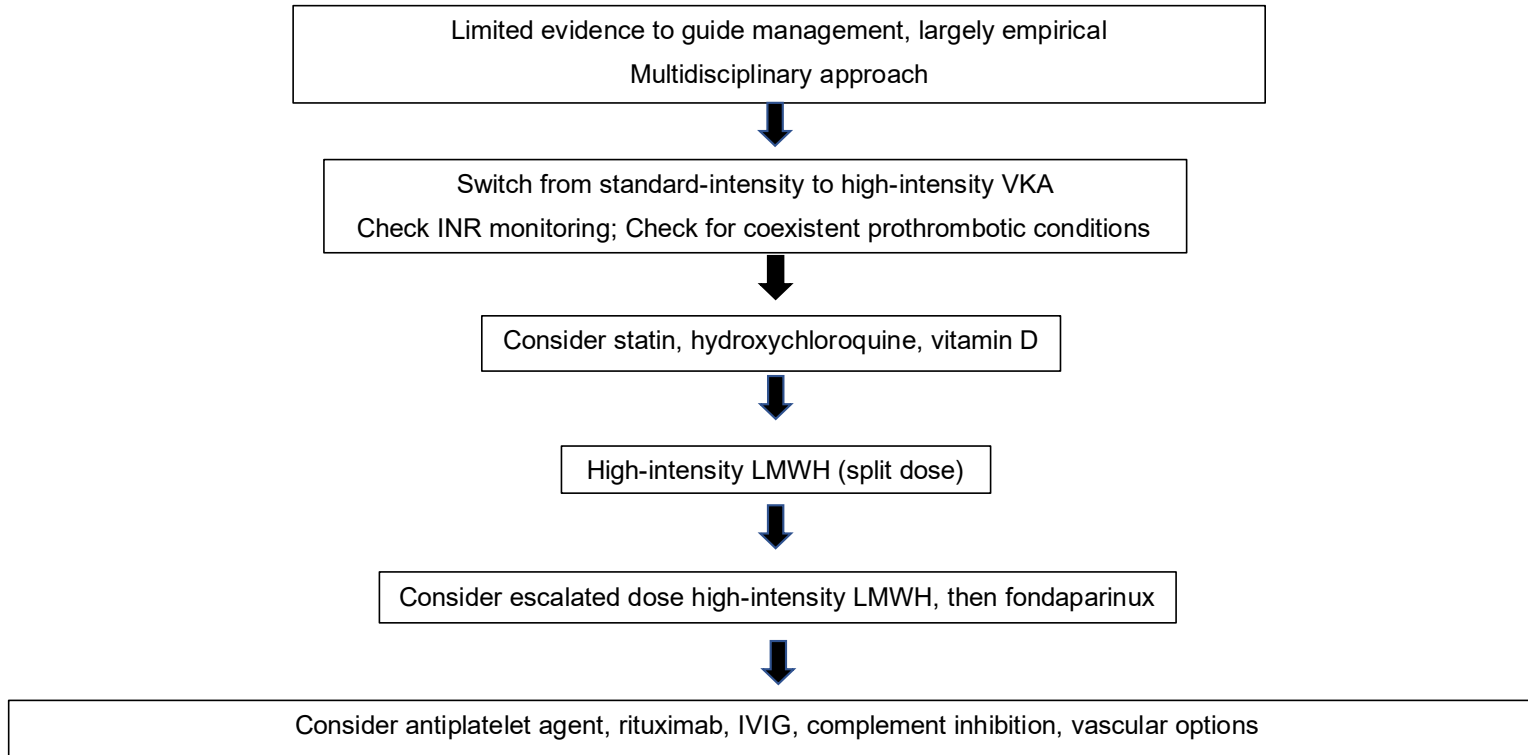 Limited evidence to guide management, largely empirical
Multidisciplinary approach
Switch from standard-intensity to high-intensity VKA
Check INR monitoring; Check for coexistent prothrombotic conditions
Consider statin, hydroxychloroquine, vitamin D
High-intensity LMWH (split dose)
Consider escalated dose high-intensity LMWH, then fondaparinux
Consider antiplatelet agent, rituximab, IVIG, complement inhibition, vascular options